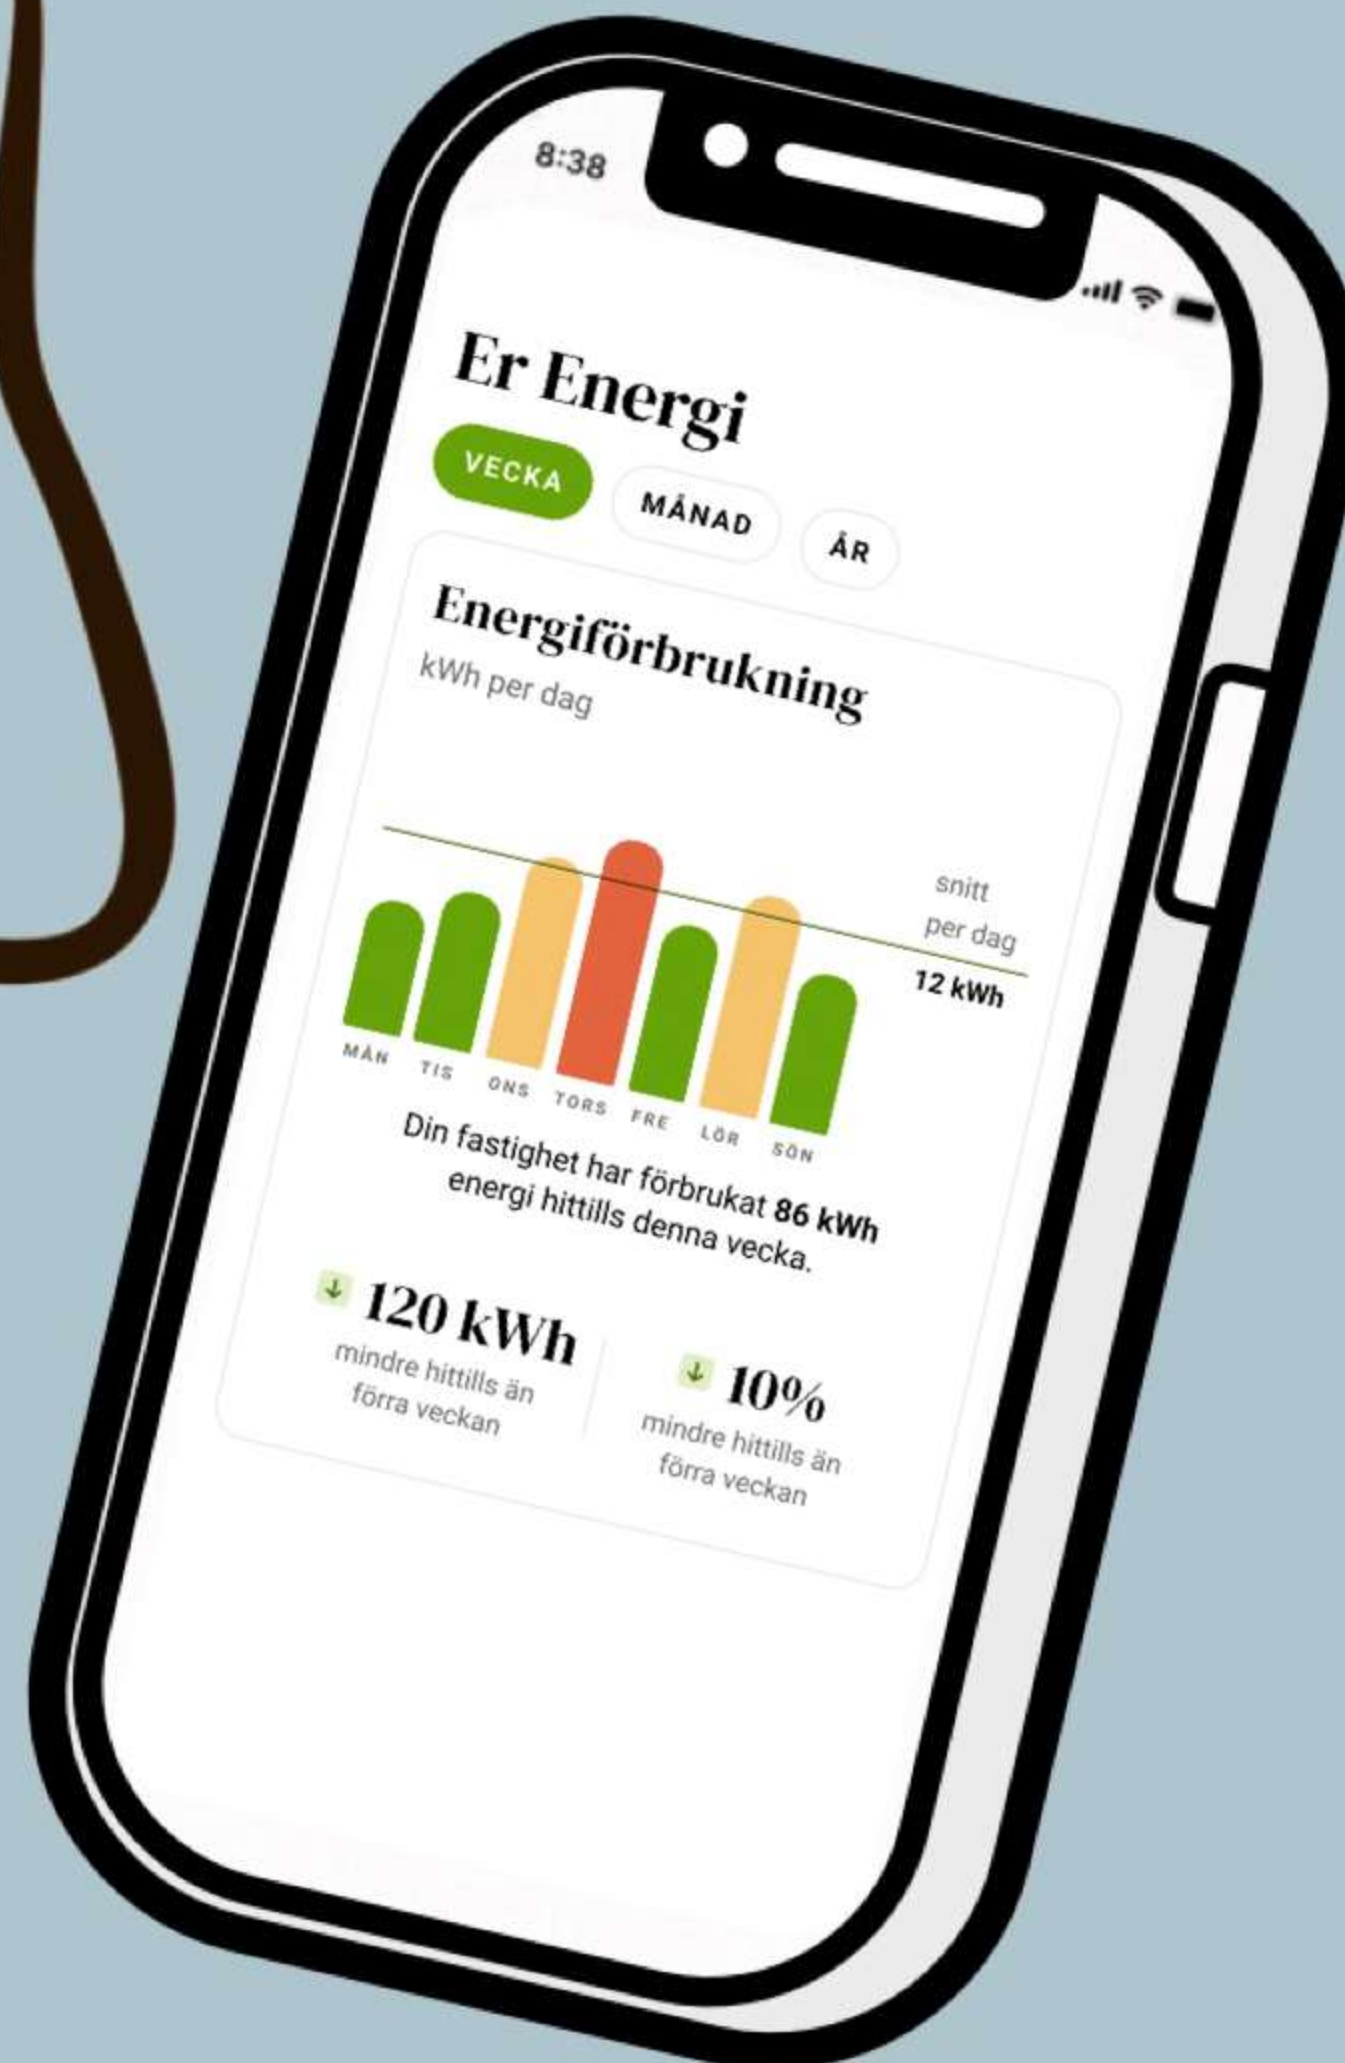 8:38
Er Energi
VECKA MÅNAD ÅR
Energiförbrukning
kWh per dag
snitt
per dag
12 kWh
MÅN TIS ONS TORS FRE LÖR SÖN
Din fastighet har förbrukat 86 kWh
energi hittills denna vecka.
120 kWh
mindre hittills än
förra veckan
10%
mindre hittills än
förra veckan